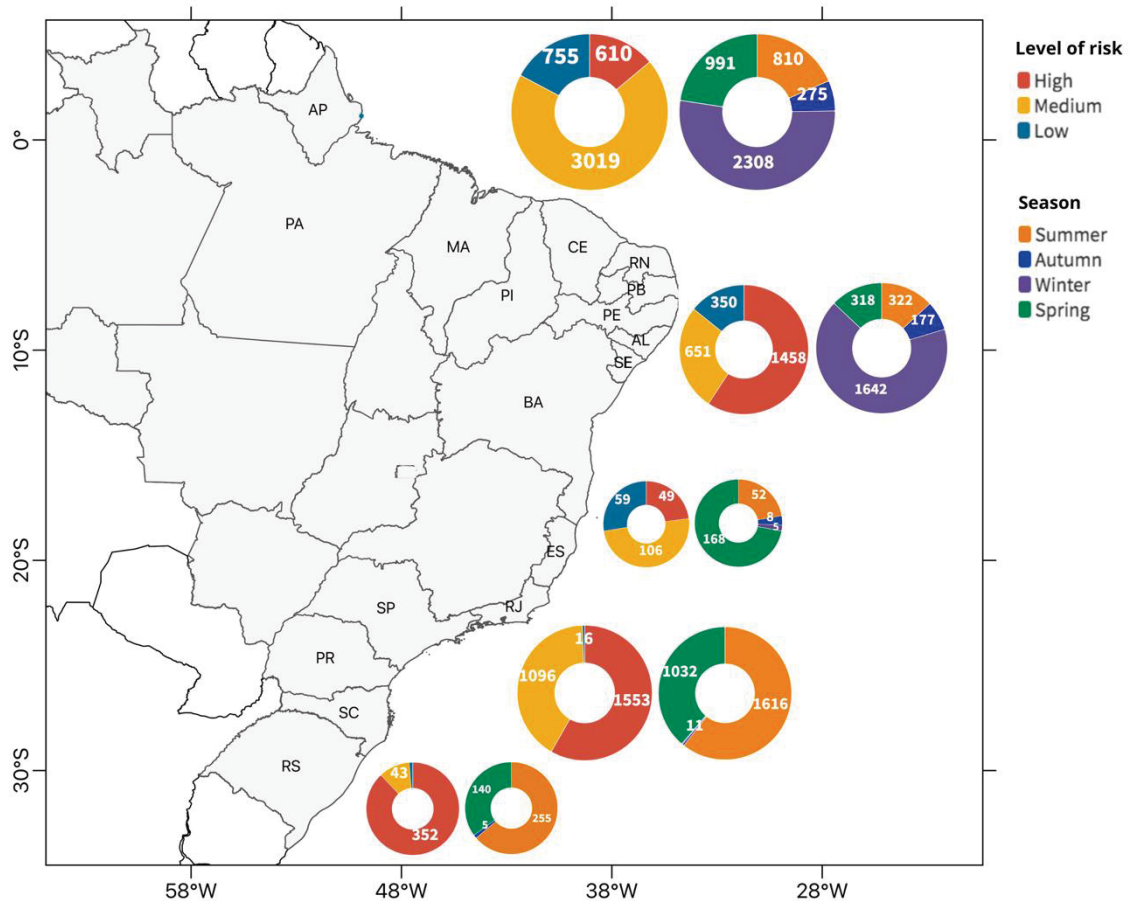 Level of risk
High
Medium
Low
Season
Summer
Autumn
Winter
Spring
755 610
3019
991 810
275
2308
350
651 1458
318 322
177
1642
59 49
106
52
8
5
168
16
1096
1553
1032
1616
11
43
352
140
255
5
AP
PA
MA
CE
RN
PB
PI
PE
AL
SE
BA
ES
SP
RJ
PR
SC
RS
0°
10°S
20°S
30°S
58°W 48°W 38°W 28°W